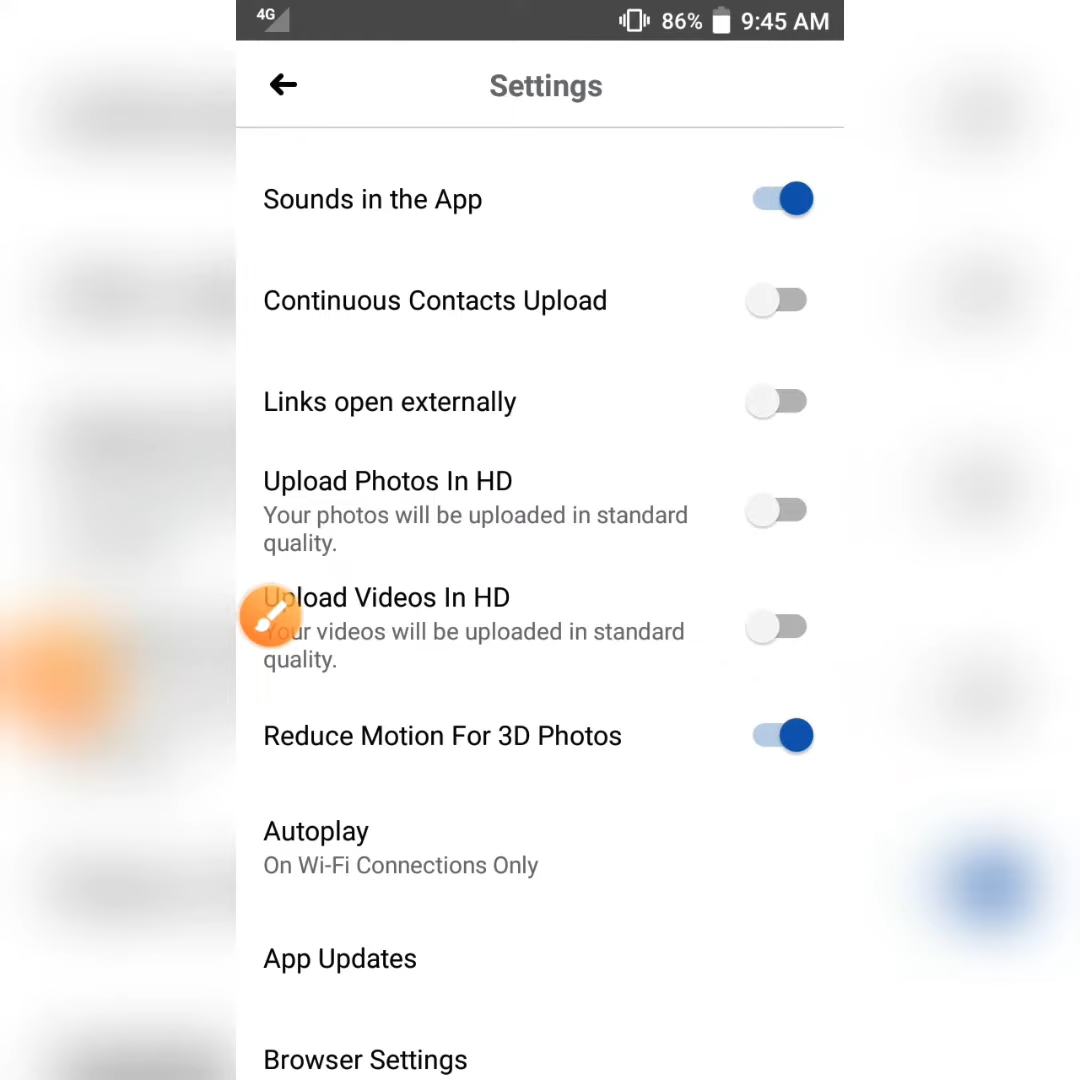 4G 86% 9:45 AM
Settings
Sounds in the App
Continuous Contacts Upload
Links open externally
Upload Photos In HD
Your photos will be uploaded in standard
quality.
Upload Videos In HD
Your videos will be uploaded in standard
quality.
Reduce Motion For 3D Photos
Autoplay
On Wi-Fi Connections Only
App Updates
Browser Settings